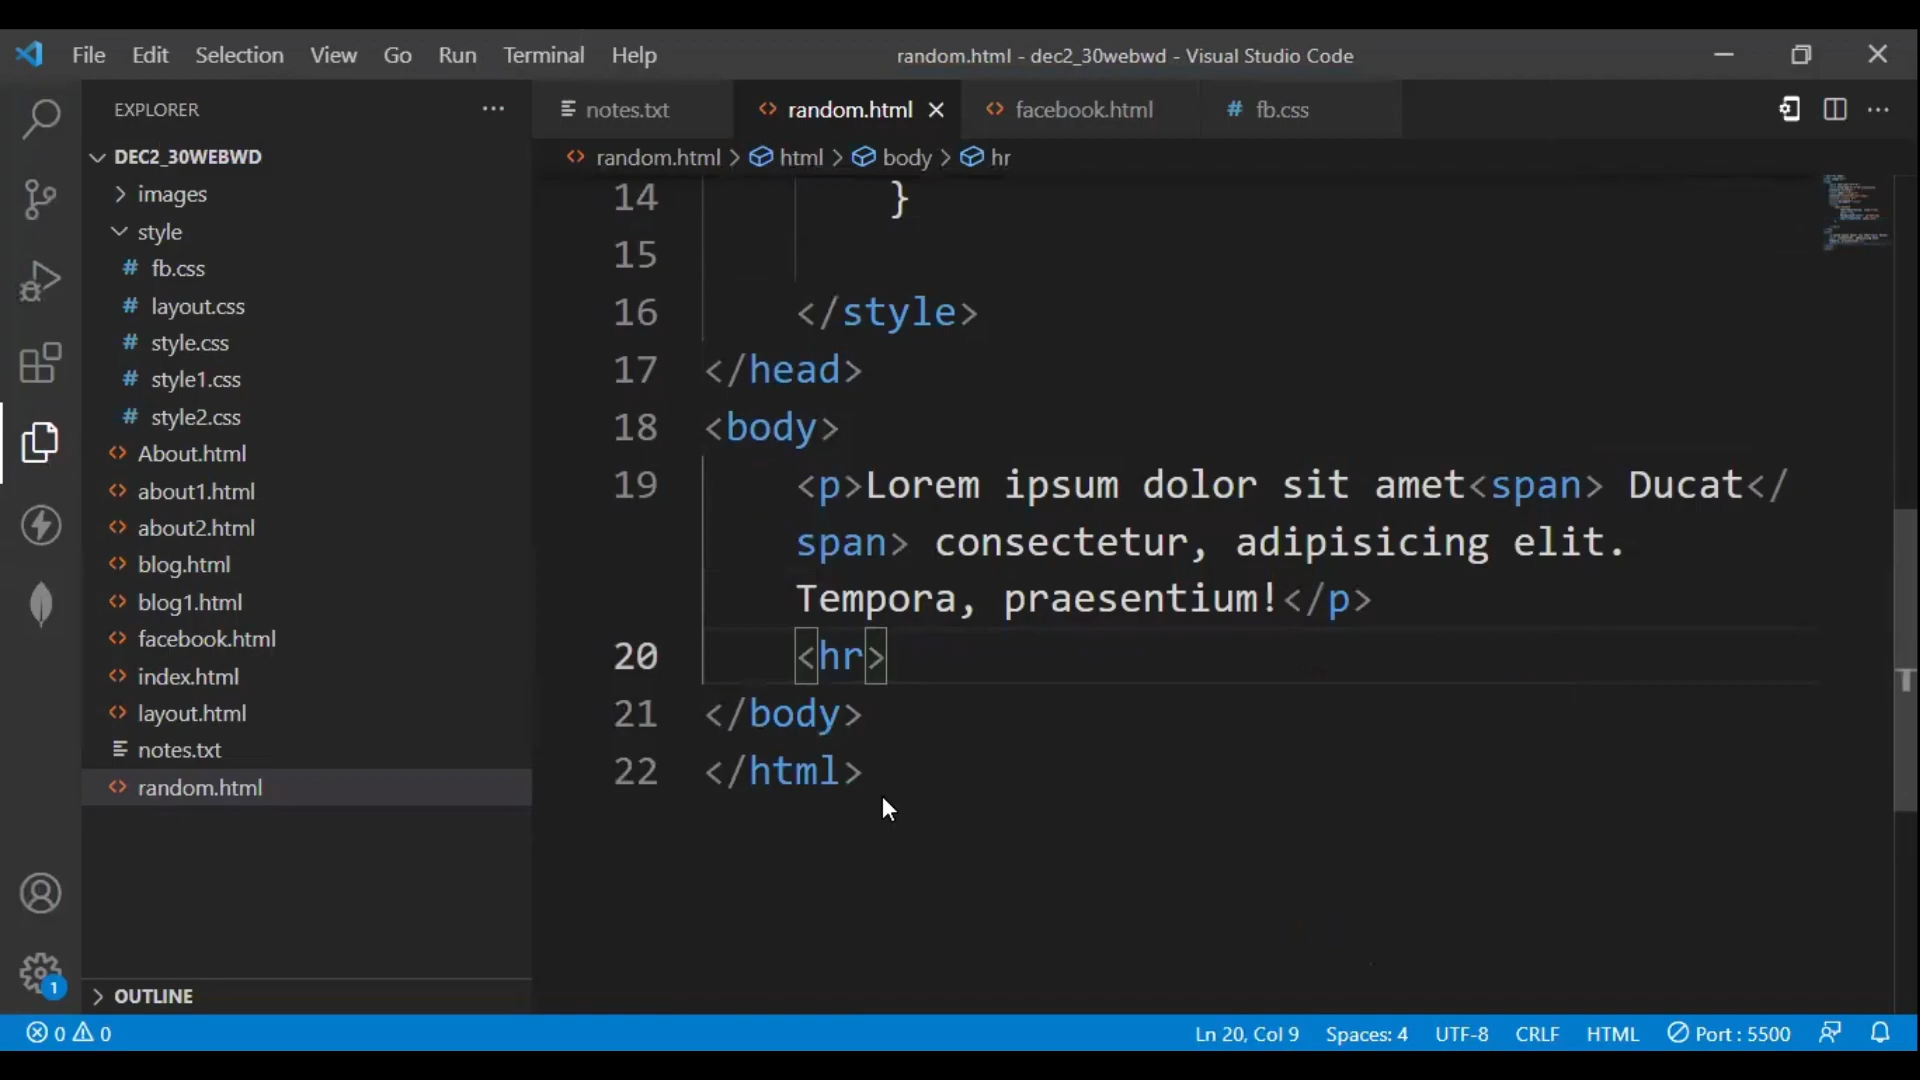 File Edit Selection View Go Run Terminal Help random.html - dec2_30webwd - Visual Studio Code
EXPLORER
DEC2_30WEBWD
images
style
fb.css
layout.css
style.css
style1.css
style2.css
About.html
about1.html
about2.html
blog.html
blog1.html
facebook.html
index.html
layout.html
notes.txt
random.html
OUTLINE
notes.txt random.html facebook.html fb.css
random.html > html > body > hr
14 }
15
16 </style>
17 </head>
18 <body>
19 <p>Lorem ipsum dolor sit amet<span> Ducat</
span> consectetur, adipisicing elit.
Tempora, praesentium!</p>
20 <hr>
21 </body>
22 </html>
1
0 0 Ln 20, Col 9 Spaces: 4 UTF-8 CRLF HTML Port : 5500